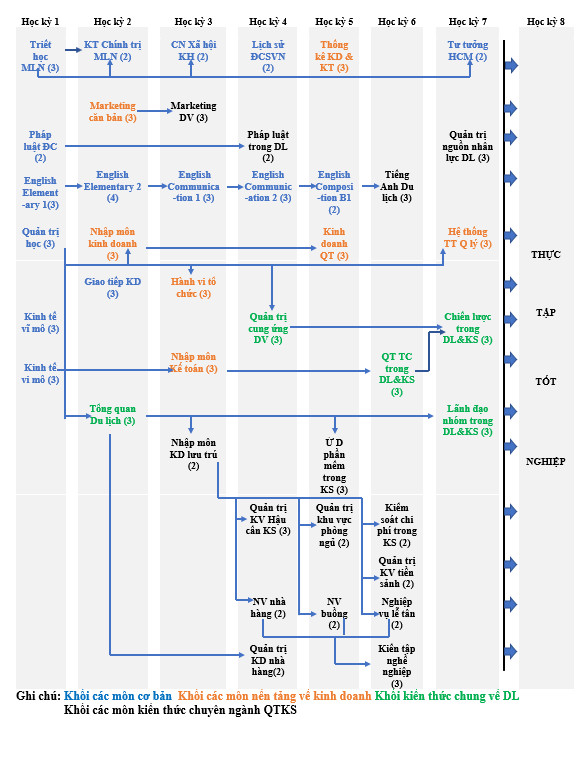 Học kỳ 1 Học kỳ 2 Học kỳ 3 Học kỳ 4 Học kỳ 5 Học kỳ 6 Học kỳ 7 Học kỳ 8
Triết
học
MLN (3)
KT Chính trị
MLN (2)
CN Xã hội
KH (2)
Lịch sử
ĐCSVN
(2)
Thống
kê KD &
KT (3)
Tư tưởng
HCM (2)
Marketing
căn bản (3)
Marketing
DV (3)
Pháp
luật ĐC
(2)
Pháp luật
trong DL
(2)
Quản trị
nguồn nhân
lực DL (3)
English
Element
-ary 1(3)
English
Elementary 2
(4)
English
Communica
-tion 1 (3)
English
Communic
-ation 2 (3)
English
Composi
-tion B1
(2)
Tiếng
Anh Du
lịch (3)
Quản trị
học (3)
Nhập môn
kinh doanh
(3)
Kinh
doanh
QT (3)
Hệ thống
TT Q lý (3)
Giao tiếp KD
(3)
Hành vi tổ
chức (3)
Kinh tế
vĩ mô (3)
Quản trị
cung ứng
DV (3)
Chiến lược
trong
DL&KS (3)
Kinh tế
vi mô (3)
Nhập môn
Kế toán (3)
QT TC
trong
DL&KS
(3)
Tổng quan
Du lịch (3)
Lãnh đạo
nhóm trong
DL&KS (3)
Nhập môn
KD lưu trú
(2)
Ứ D
phần
mềm
trong
KS (3)
Quản trị
KV Hậu
cần KS (3)
Quản trị
khu vực
phòng
ngủ (2)
Kiểm
soát chi
phí trong
KS (2)
Quản trị
KV tiền
sảnh (2)
NV nhà
hàng (2)
NV
buồng
(2)
Nghiệp
vụ lễ tân
(2)
Quản trị
KD nhà
hàng(2)
Kiến tập
nghề
nghiệp
(3)
THỰC
TẬP
TỐT
NGHIỆP
Ghi chú: Khối các môn cơ bản Khối các môn nền tảng về kinh doanh Khối kiến thức chung về DL
Khối các môn kiến thức chuyên ngành QTKS